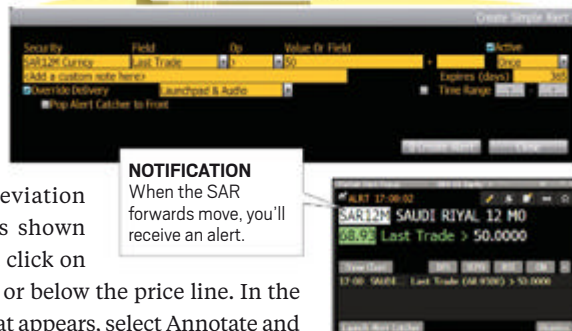 Create Simple Alert
Security Field Op Value Or Field Active
SAR12M Curncy Last Trade > 50 + Once
<Add a custom note here> Expires (days) 365
Override Delivery Launchpad & Audio Time Range -
Pop Alert Catcher to Front
Create Alert Close
NOTIFICATION
When the SAR
forwards move, you'll
receive an alert.
eviation
s shown
click on
or below the price line. In the
at appears, select Annotate and
ALRT 17:00:02
SAR12M SAUDI RIYAL 12 MO
68.93 Last Trade > 50.0000
17:00 SAUDI... Last Trade > 50.0000
Launch Alert Catcher